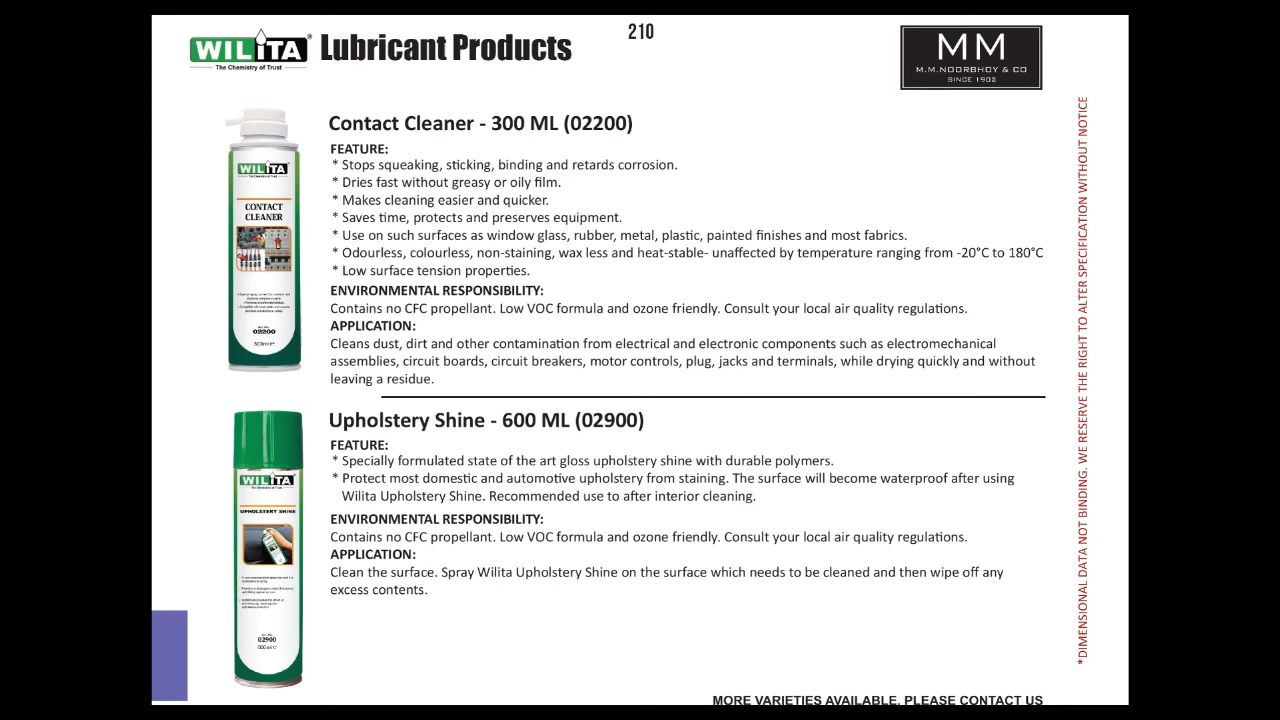 210
WILITA® Lubricant Products
The Chemistry of Trust
MM
M.M.NOORBHOY & CO
SINCE 1902
Contact Cleaner - 300 ML (02200)
FEATURE:
* Stops squeaking, sticking, binding and retards corrosion.
* Dries fast without greasy or oily film.
* Makes cleaning easier and quicker.
* Saves time, protects and preserves equipment.
* Use on such surfaces as window glass, rubber, metal, plastic, painted finishes and most fabrics.
* Odourless, colourless, non-staining, wax less and heat-stable- unaffected by temperature ranging from -20°C to 180°C
* Low surface tension properties.
ENVIRONMENTAL RESPONSIBILITY:
Contains no CFC propellant. Low VOC formula and ozone friendly. Consult your local air quality regulations.
APPLICATION:
Cleans dust, dirt and other contamination from electrical and electronic components such as electromechanical
assemblies, circuit boards, circuit breakers, motor controls, plug, jacks and terminals, while drying quickly and without
leaving a residue.
WILITA
CONTACT
CLEANER
02200
300ml e
Upholstery Shine - 600 ML (02900)
FEATURE:
* Specially formulated state of the art gloss upholstery shine with durable polymers.
* Protect most domestic and automotive upholstery from staining. The surface will become waterproof after using
Wilita Upholstery Shine. Recommended use to after interior cleaning.
ENVIRONMENTAL RESPONSIBILITY:
Contains no CFC propellant. Low VOC formula and ozone friendly. Consult your local air quality regulations.
APPLICATION:
Clean the surface. Spray Wilita Upholstery Shine on the surface which needs to be cleaned and then wipe off any
excess contents.
WILITA
UPHOLSTERY SHINE
02900
*DIMENSIONAL DATA NOT BINDING. WE RESERVE THE RIGHT TO ALTER SPECIFICATION WITHOUT NOTICE
MORE VARIETIES AVAILABLE. PLEASE CONTACT US